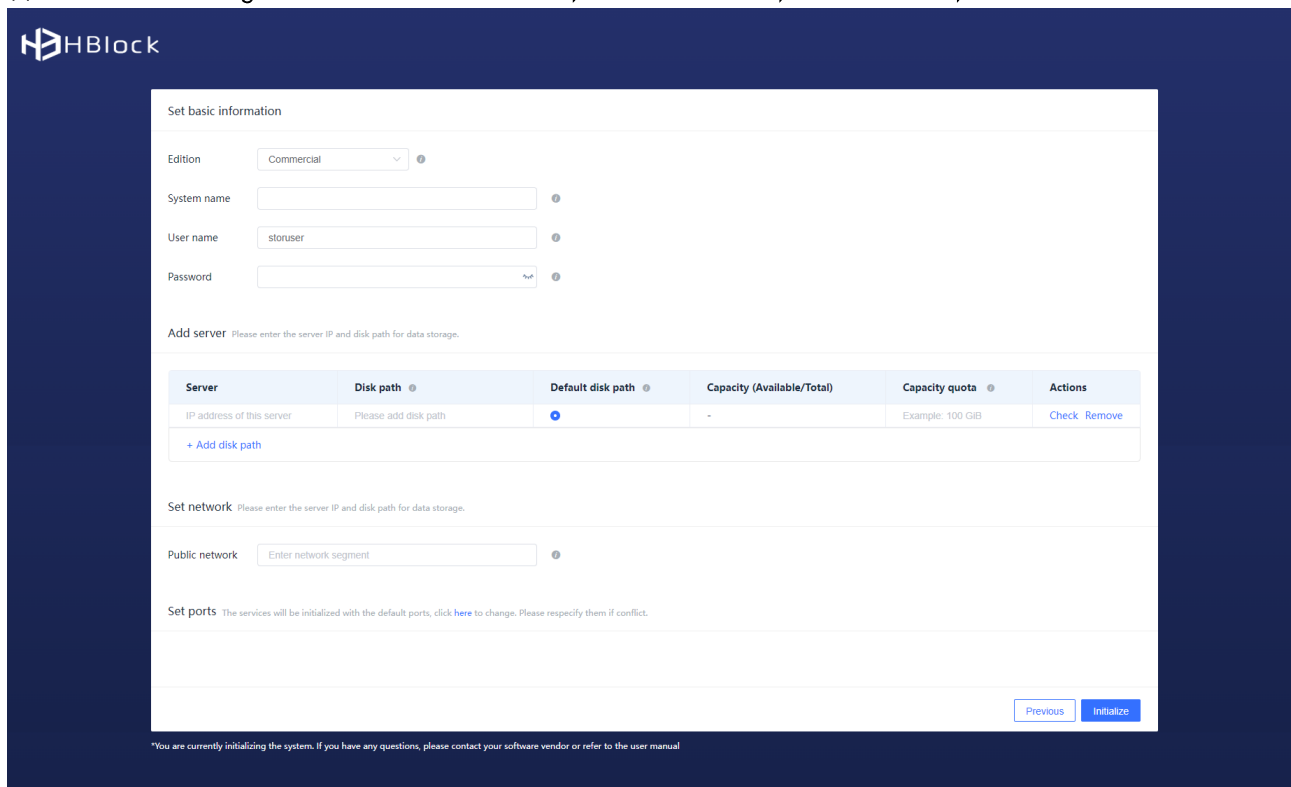 HBlock
Set basic information
Edition Commercial
System name
User name storuser
Password
Add server Please enter the server IP and disk path for data storage.
Server Disk path Default disk path Capacity (Available/Total) Capacity quota Actions
IP address of this server Please add disk path - Example: 100 GiB Check Remove
+ Add disk path
Set network Please enter the server IP and disk path for data storage.
Public network Enter network segment
Set ports The services will be initialized with the default ports, click here to change. Please respecify them if conflict.
Previous Initialize
*You are currently initializing the system. If you have any questions, please contact your software vendor or refer to the user manual